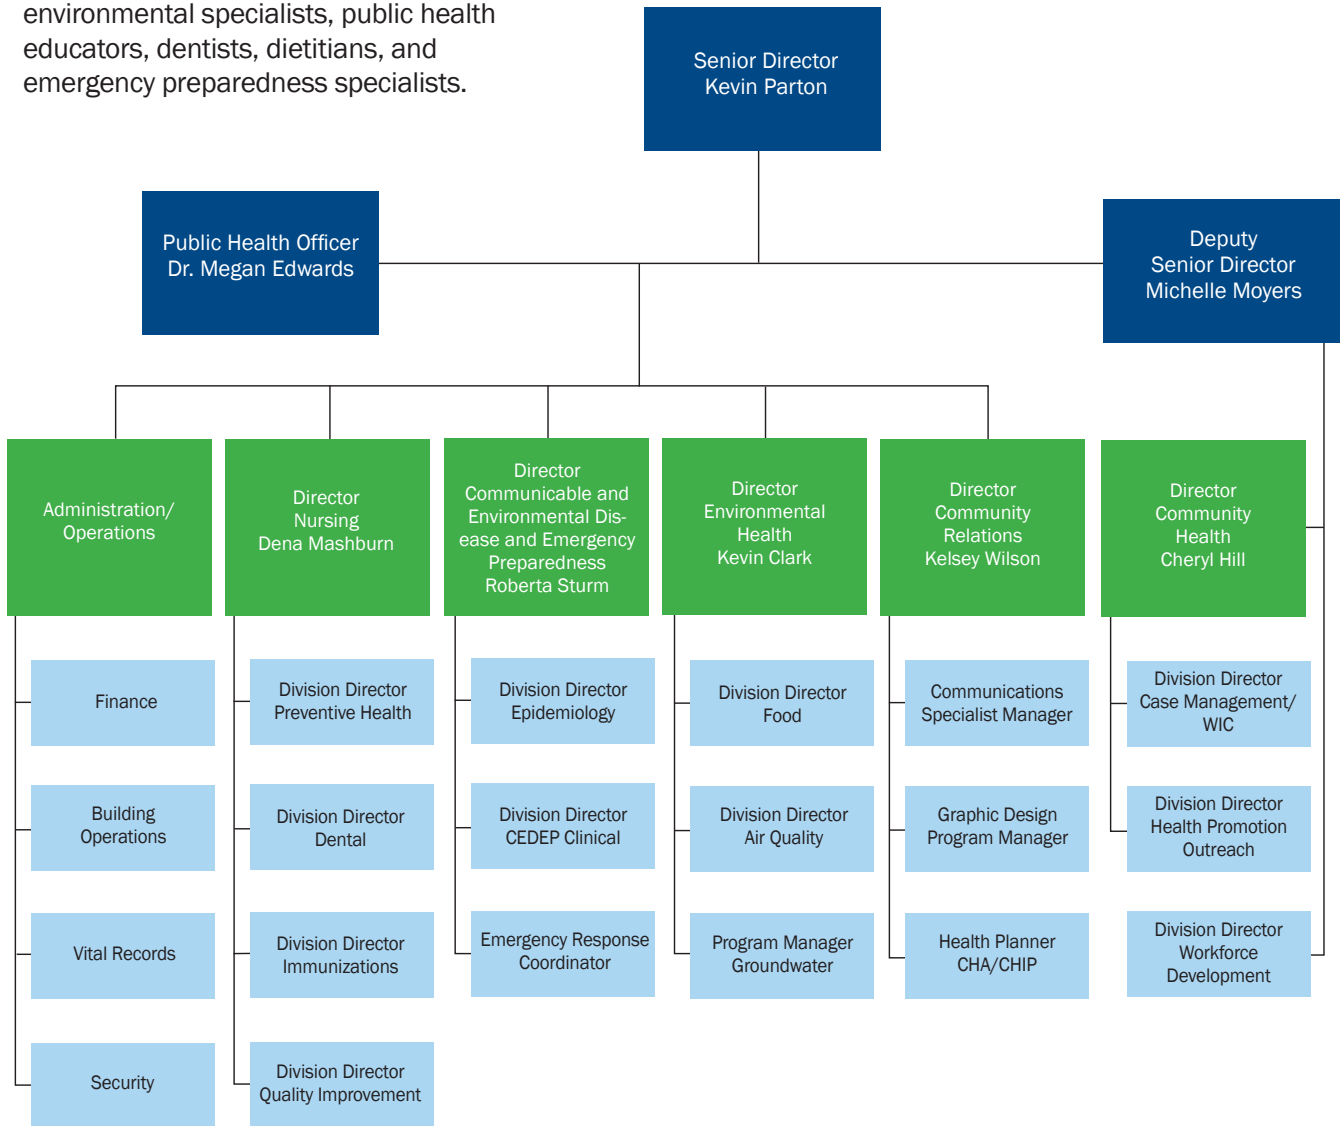 environmental specialists, public health
educators, dentists, dietitians, and
emergency preparedness specialists.
Senior Director
Kevin Parton
Public Health Officer
Dr. Megan Edwards
Deputy
Senior Director
Michelle Moyers
Administration/
Operations
Director
Nursing
Dena Mashburn
Director
Communicable and
Environmental Dis-
ease and Emergency
Preparedness
Roberta Sturm
Director
Environmental
Health
Kevin Clark
Director
Community
Relations
Kelsey Wilson
Director
Community
Health
Cheryl Hill
Finance
Division Director
Preventive Health
Division Director
Epidemiology
Division Director
Food
Communications
Specialist Manager
Division Director
Case Management/
WIC
Building
Operations
Division Director
Dental
Division Director
CEDEP Clinical
Division Director
Air Quality
Graphic Design
Program Manager
Division Director
Health Promotion
Outreach
Vital Records
Division Director
Immunizations
Emergency Response
Coordinator
Program Manager
Groundwater
Health Planner
CHA/CHIP
Division Director
Workforce
Development
Security
Division Director
Quality Improvement